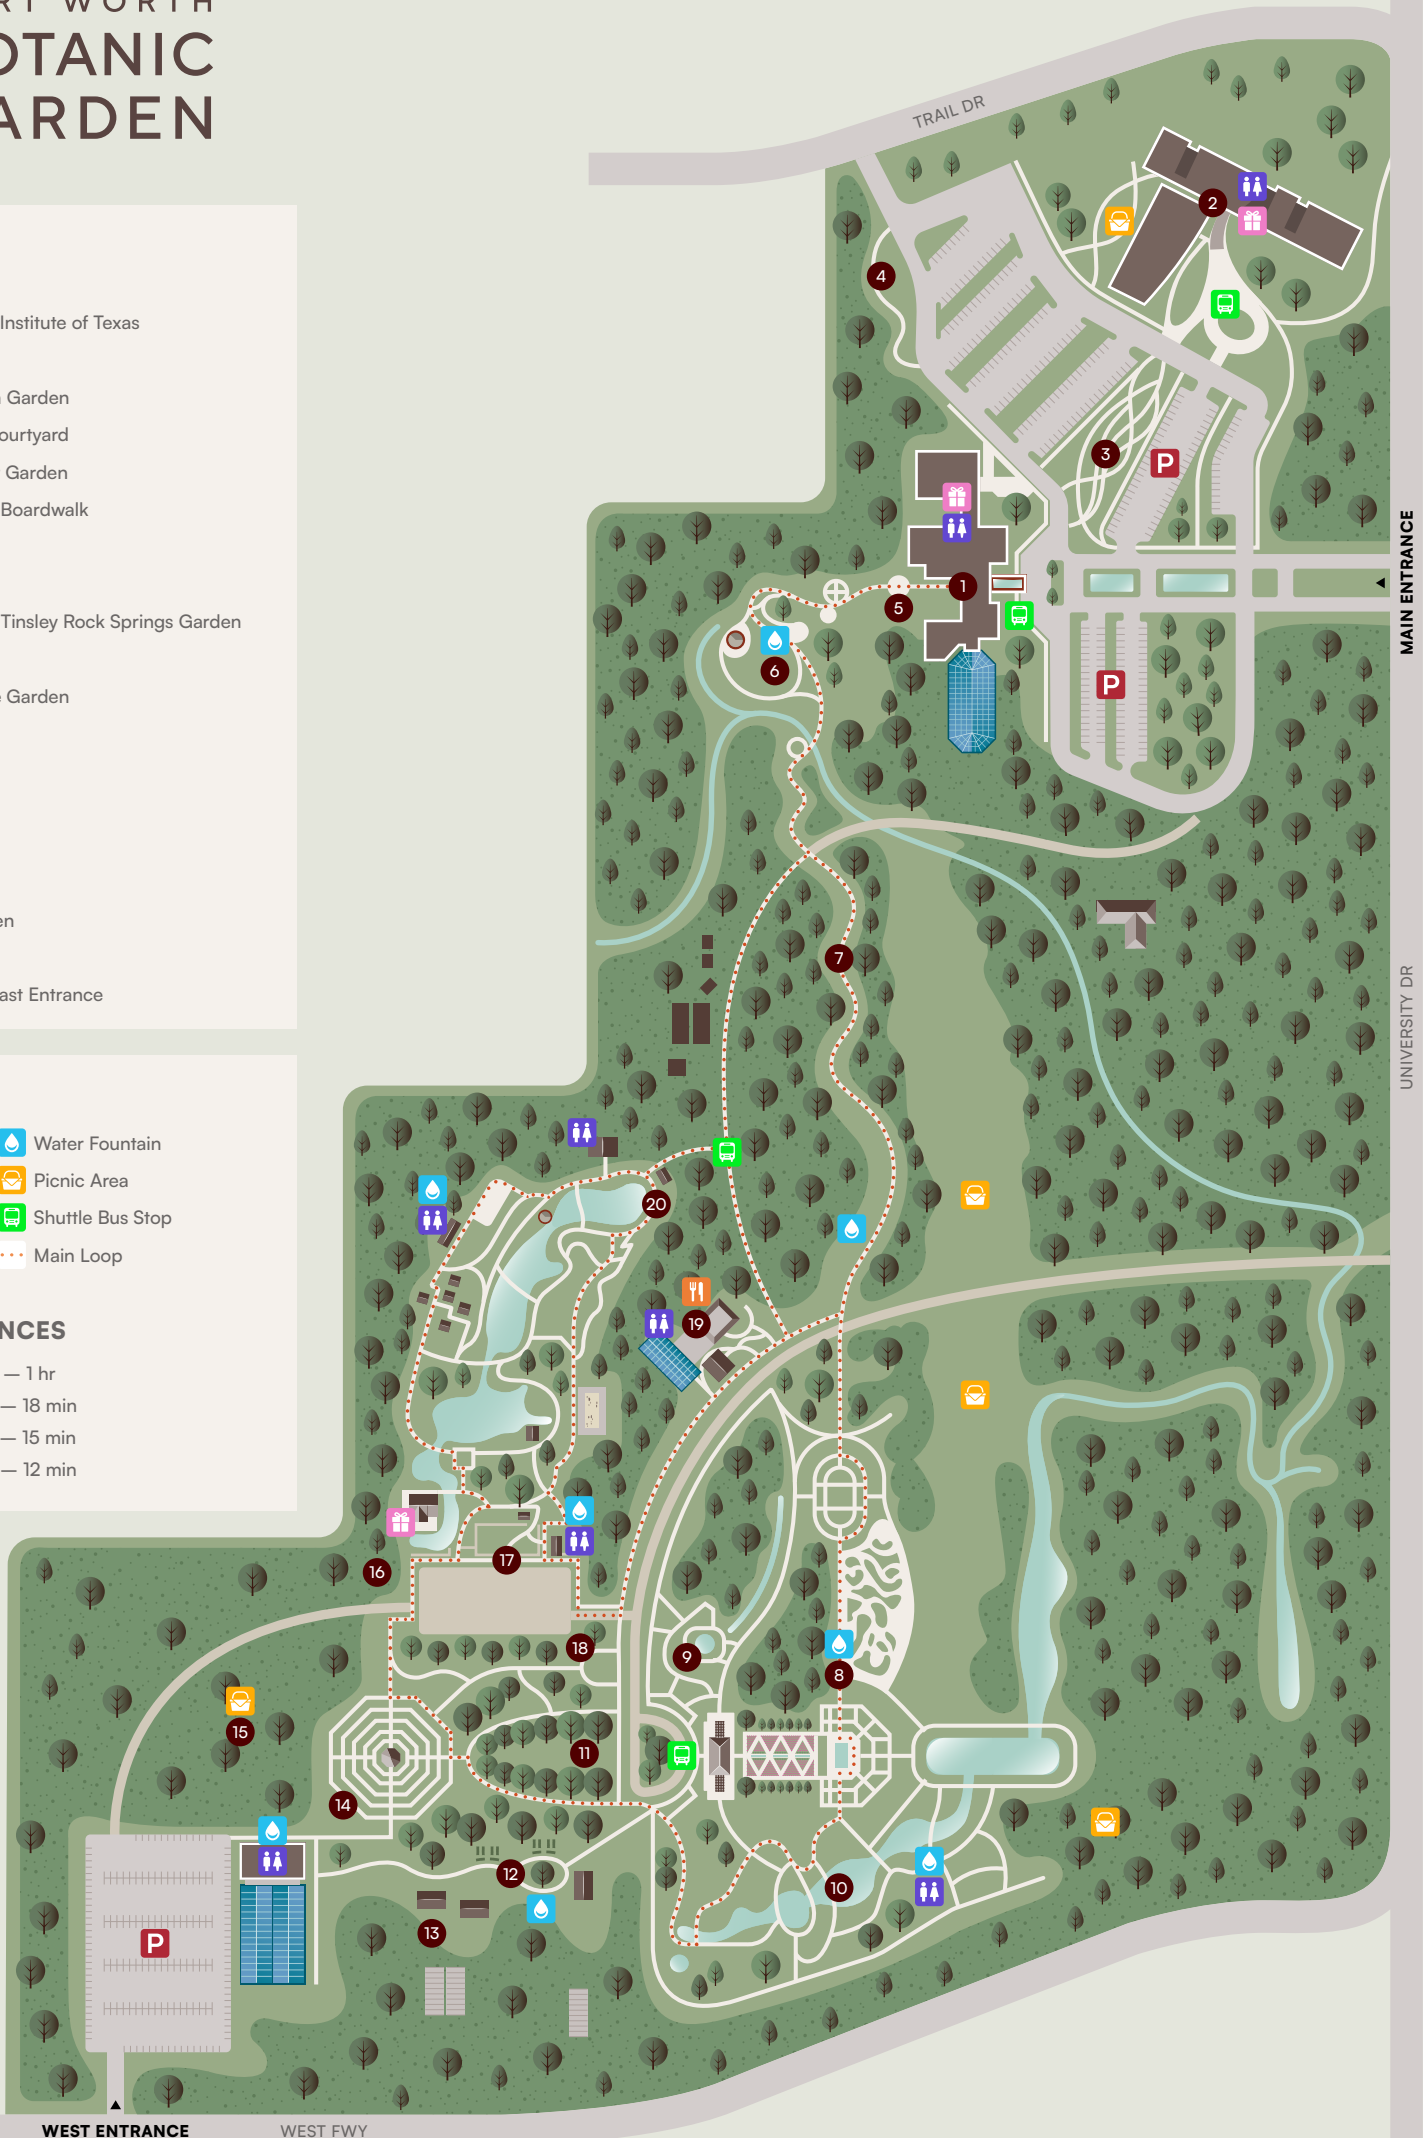 RT WORTH
OTANIC
ARDEN
Institute of Texas
Garden
ourtyard
Garden
Boardwalk
Tinsley Rock Springs Garden
Garden
en
ast Entrance
Water Fountain
Picnic Area
Shuttle Bus Stop
Main Loop
NCES
— 1 hr
— 18 min
— 15 min
— 12 min
TRAIL DR
2
4
3
P
MAIN ENTRANCE
1
5
6
P
7
UNIVERSITY DR
20
19
17
16
18
9
8
15
11
14
12
10
13
P
WEST ENTRANCE
WEST FWY